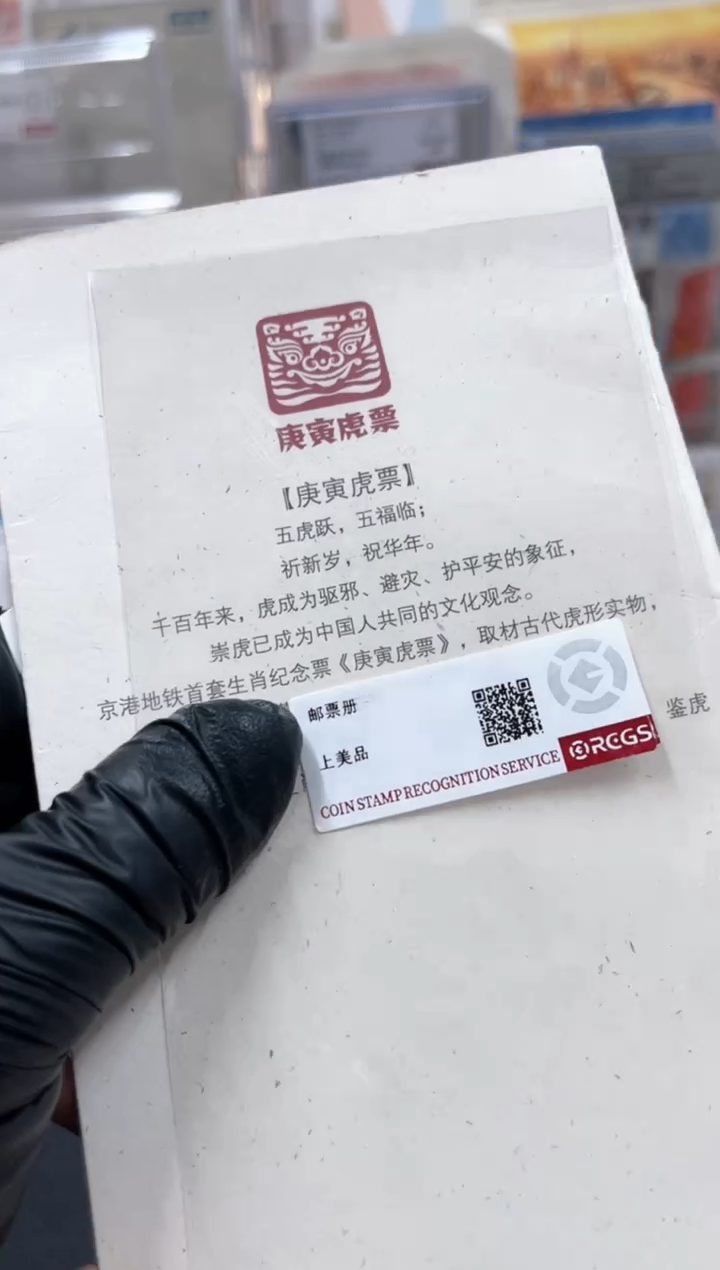 庚寅虎票
【庚寅虎票】
五虎跃，五福临；
祈新岁，祝华年。
千百年来，虎成为驱邪、避灾、护平安的象征，
崇虎已成为中国人共同的文化观念。
京港地铁首套生肖纪念票《庚寅虎票》，取材古代虎形实物，
鉴虎
邮票册
上美品
COIN STAMP RECOGNITION SERVICE
RCGS